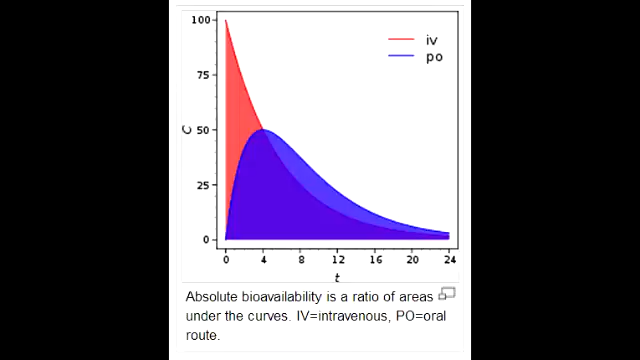 100
iv
po
75
C 50
25
0
0 4 8 12 16 20 24
t
Absolute bioavailability is a ratio of areas
under the curves. IV=intravenous, PO=oral
route.